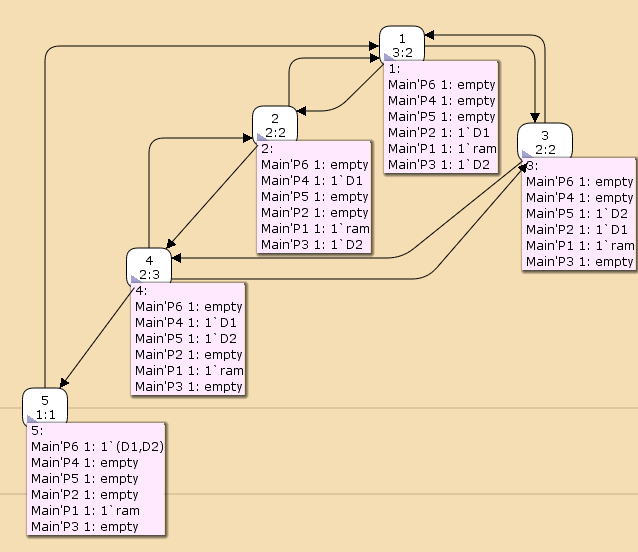 1
3:2
1:
Main'P6 1: empty
Main'P4 1: empty
Main'P5 1: empty
Main'P2 1: 1`D1
Main'P1 1: 1`ram
Main'P3 1: 1`D2
2
2:2
2:
Main'P6 1: empty
Main'P4 1: 1`D1
Main'P5 1: empty
Main'P2 1: empty
Main'P1 1: 1`ram
Main'P3 1: 1`D2
3
2:2
3:
Main'P6 1: empty
Main'P4 1: empty
Main'P5 1: 1`D2
Main'P2 1: 1`D1
Main'P1 1: 1`ram
Main'P3 1: empty
4
2:3
4:
Main'P6 1: empty
Main'P4 1: 1`D1
Main'P5 1: 1`D2
Main'P2 1: empty
Main'P1 1: 1`ram
Main'P3 1: empty
5
1:1
5:
Main'P6 1: 1`(D1,D2)
Main'P4 1: empty
Main'P5 1: empty
Main'P2 1: empty
Main'P1 1: 1`ram
Main'P3 1: empty